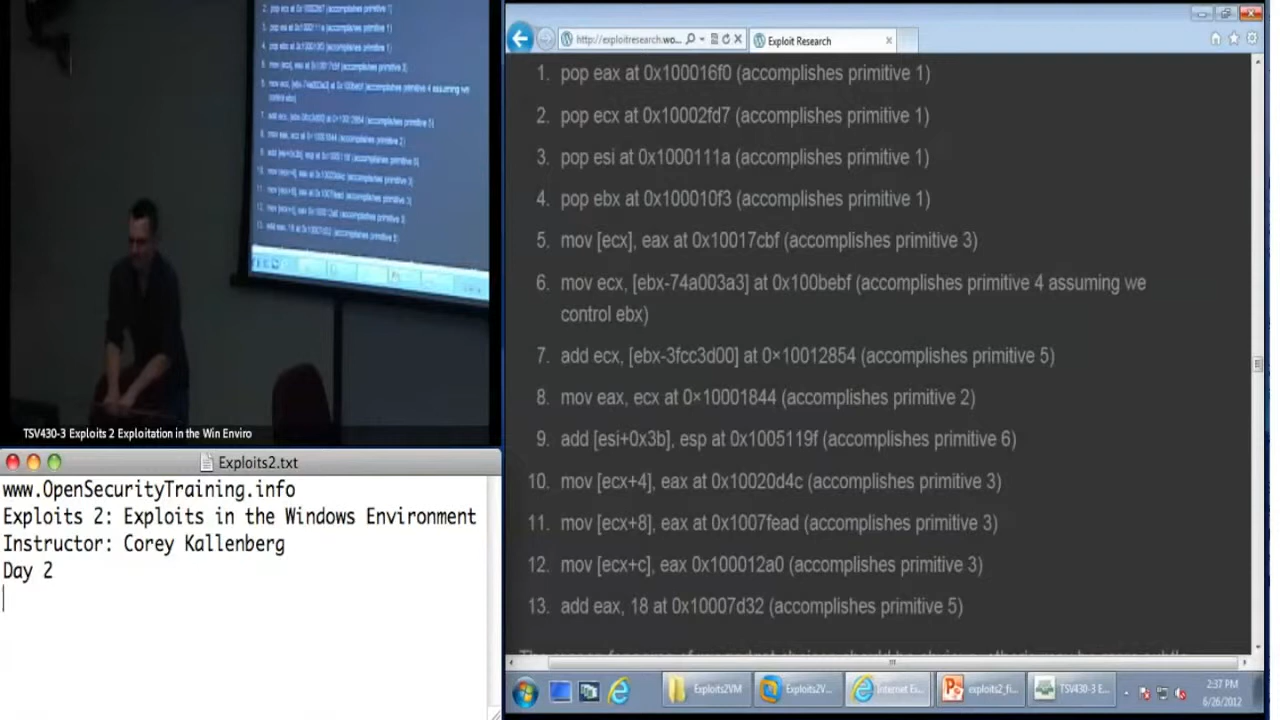 TSV430-3 Exploits 2 Exploitation in the Win Enviro
Exploits2.txt
www.OpenSecurityTraining.info
Exploits 2: Exploits in the Windows Environment
Instructor: Corey Kallenberg
Day 2
http://exploitresearch.wo...
Exploit Research
1. pop eax at 0x100016f0 (accomplishes primitive 1)
2. pop ecx at 0x10002fd7 (accomplishes primitive 1)
3. pop esi at 0x1000111a (accomplishes primitive 1)
4. pop ebx at 0x100010f3 (accomplishes primitive 1)
5. mov [ecx], eax at 0x10017cbf (accomplishes primitive 3)
6. mov ecx, [ebx-74a003a3] at 0x100bebf (accomplishes primitive 4 assuming we
control ebx)
7. add ecx, [ebx-3fcc3d00] at 0×10012854 (accomplishes primitive 5)
8. mov eax, ecx at 0×10001844 (accomplishes primitive 2)
9. add [esi+0x3b], esp at 0x1005119f (accomplishes primitive 6)
10. mov [ecx+4], eax at 0x10020d4c (accomplishes primitive 3)
11. mov [ecx+8], eax at 0x1007fead (accomplishes primitive 3)
12. mov [ecx+c], eax 0x100012a0 (accomplishes primitive 3)
13. add eax, 18 at 0x10007d32 (accomplishes primitive 5)
Exploits2VM
Exploits2V...
Internet Ex...
exploits2_fi...
TSV430-3 E...
2:37 PM
6/26/2012